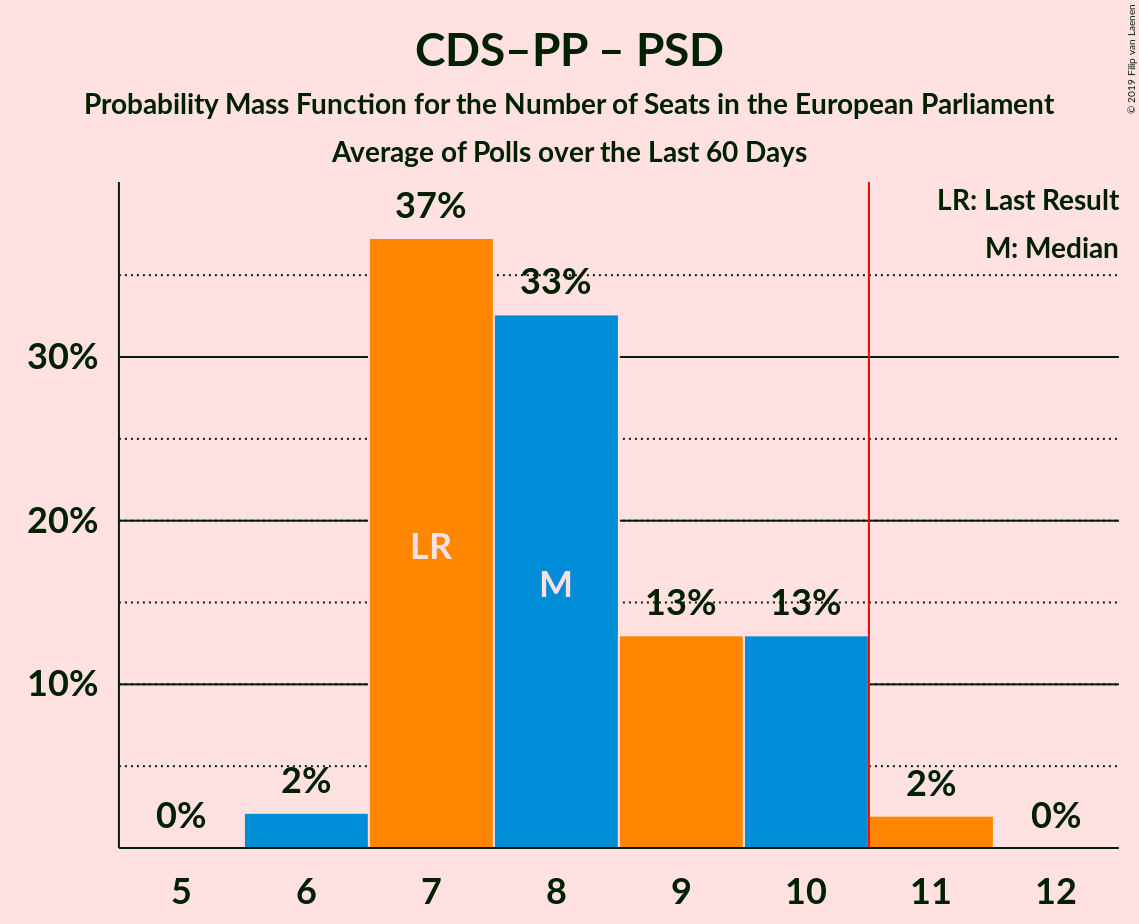 CDS–PP – PSD
Probability Mass Function for the Number of Seats in the European Parliament
Average of Polls over the Last 60 Days
© 2019 Filip van Laenen
LR: Last Result
M: Median
37%
33%
30%
20%
LR
M
13%
13%
10%
2%
2%
0%
0%
5
6
7
8
9
10
11
12